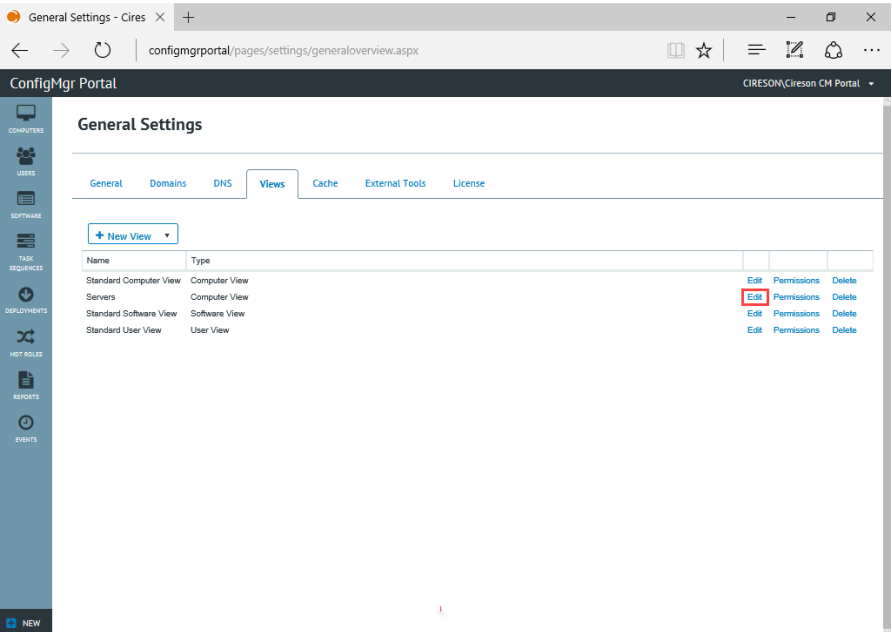 General Settings - Cires
configmgrportal/pages/settings/generaloverview.aspx
ConfigMgr Portal
CIRESON\Cireson CM Portal
COMPUTERS
USERS
SOFTWARE
TASK
SEQUENCES
DEPLOYMENTS
MDT ROLES
REPORTS
EVENTS
NEW
General Settings
General Domains DNS Views Cache External Tools License
+ New View
Name Type
Standard Computer View Computer View Edit Permissions Delete
Servers Computer View Edit Permissions Delete
Standard Software View Software View Edit Permissions Delete
Standard User View User View Edit Permissions Delete